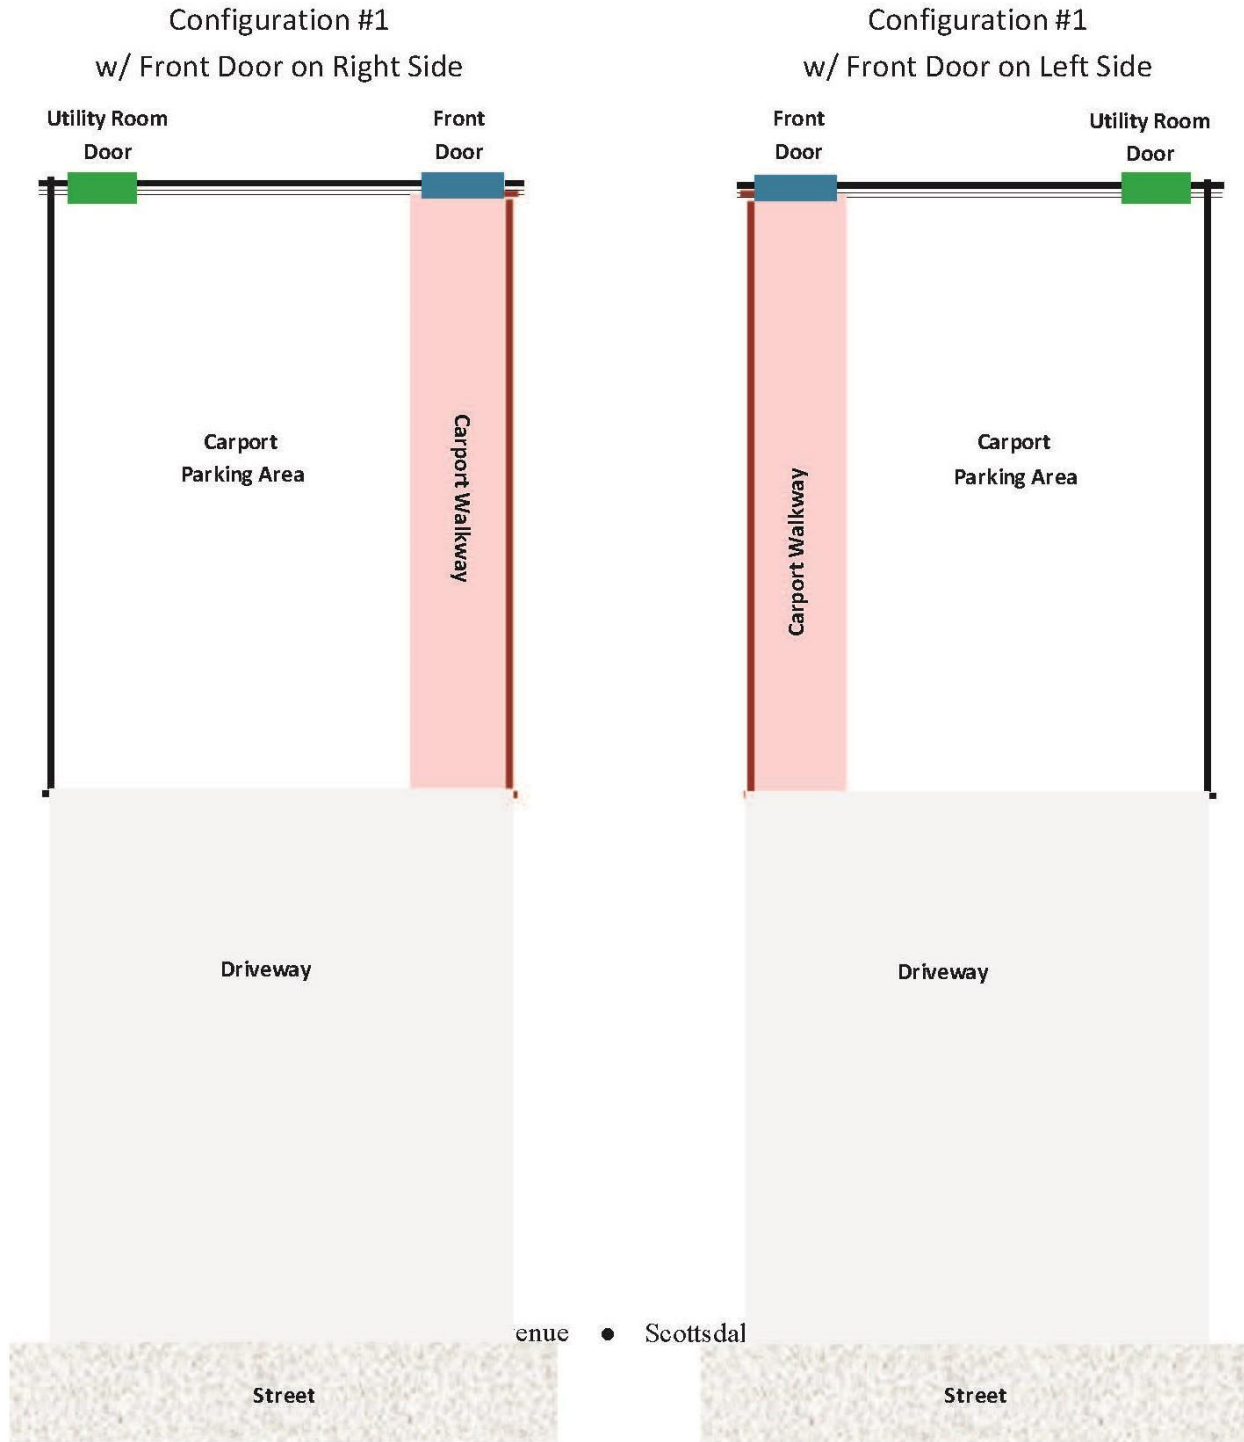 Configuration #1
w/ Front Door on Right Side
Utility Room
Door
Front
Door
Carport
Parking Area
Carport Walkway
Driveway
Street
Configuration #1
w/ Front Door on Left Side
Front
Door
Utility Room
Door
Carport Walkway
Carport
Parking Area
Driveway
enue • Scottsdal
Street